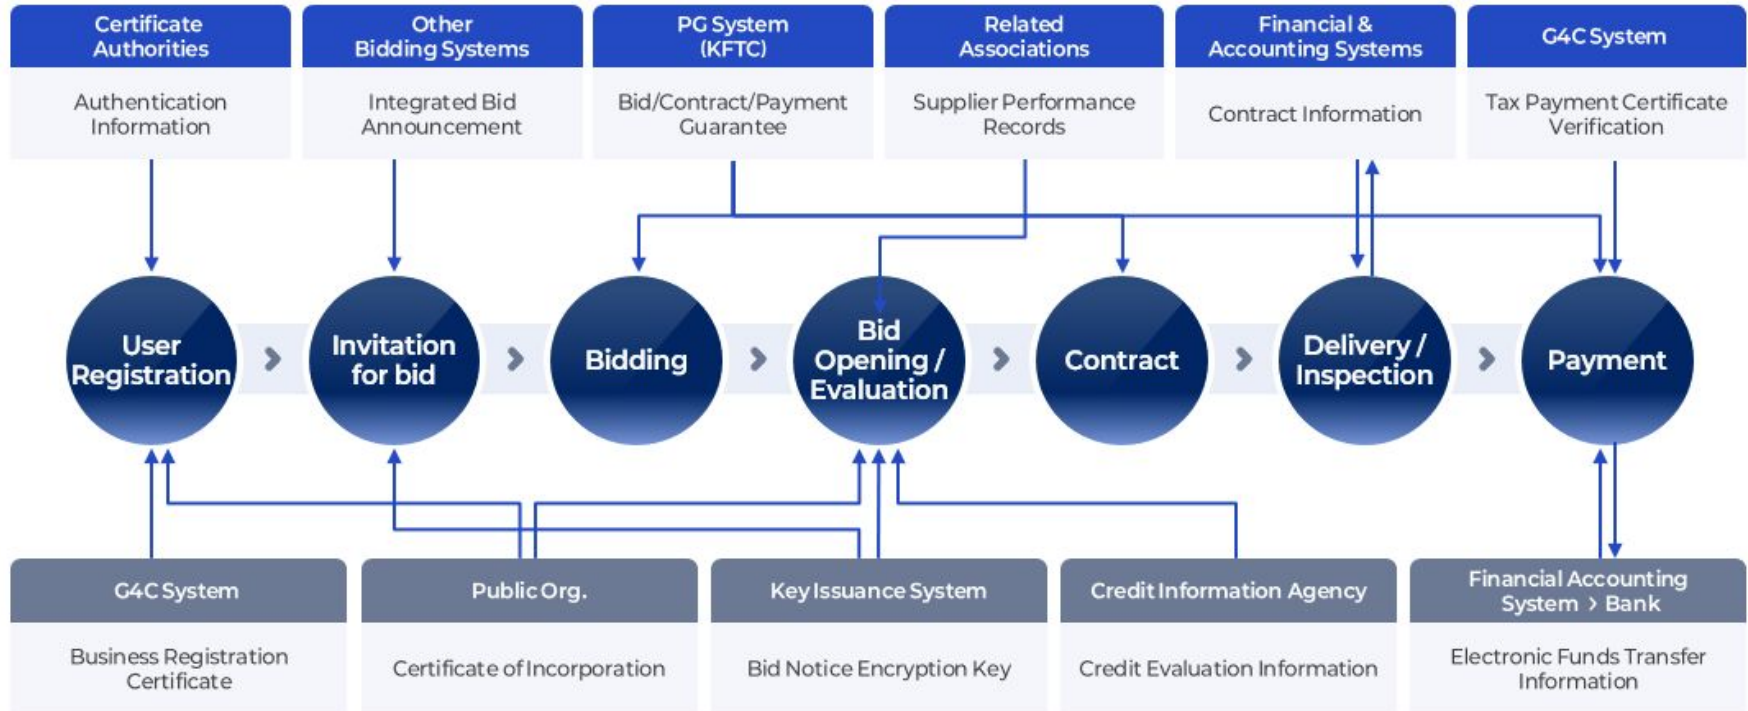 Certificate
Authorities
Authentication
Information
Other
Bidding Systems
Integrated Bid
Announcement
PG System
(KFTC)
Bid/Contract/Payment
Guarantee
Related
Associations
Supplier Performance
Records
Financial &
Accounting Systems
Contract Information
G4C System
Tax Payment Certificate
Verification
User
Registration
Invitation
for bid
Bidding
Bid
Opening /
Evaluation
Contract
Delivery /
Inspection
Payment
G4C System
Business Registration
Certificate
Public Org.
Certificate of Incorporation
Key Issuance System
Bid Notice Encryption Key
Credit Information Agency
Credit Evaluation Information
Financial Accounting
System > Bank
Electronic Funds Transfer
Information